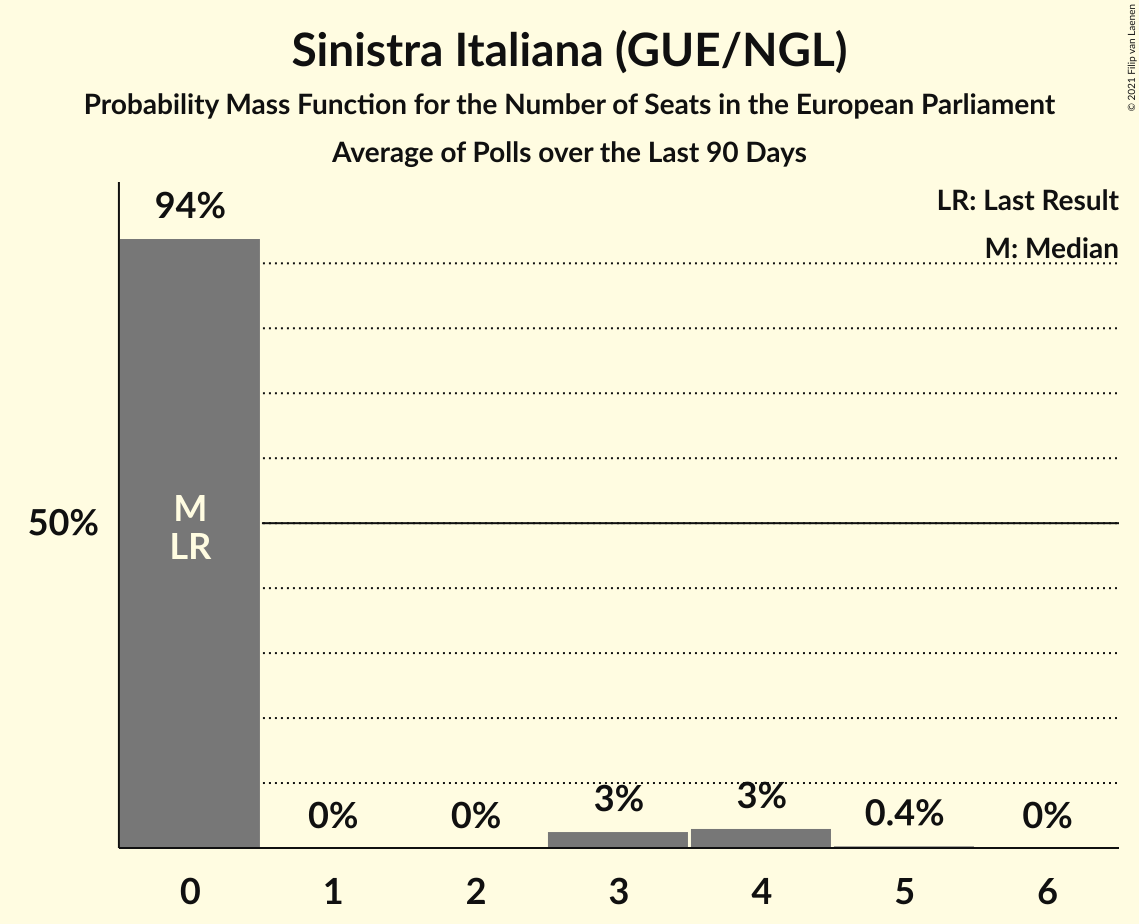 Sinistra Italiana (GUE/NGL)
Probability Mass Function for the Number of Seats in the European Parliament
Average of Polls over the Last 90 Days
© 2021 Filip van Laenen
LR: Last Result
M: Median
94%
50%
M
LR
0%
0%
3%
3%
0.4%
0%
0
1
2
3
4
5
6